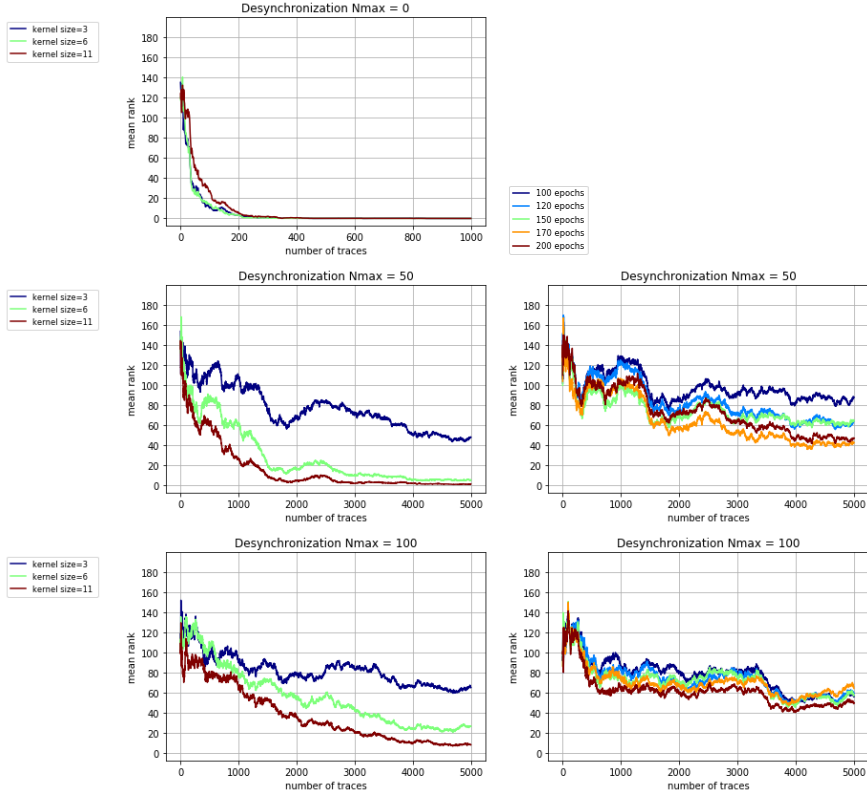 Desynchronization Nmax = 0
kernel size=3
kernel size=6
kernel size=11
mean rank
180
160
140
120
100
80
60
40
20
0
0 200 400 600 800 1000
number of traces
100 epochs
120 epochs
150 epochs
170 epochs
200 epochs
Desynchronization Nmax = 50
kernel size=3
kernel size=6
kernel size=11
mean rank
180
160
140
120
100
80
60
40
20
0
0 1000 2000 3000 4000 5000
number of traces
Desynchronization Nmax = 50
mean rank
180
160
140
120
100
80
60
40
20
0
0 1000 2000 3000 4000 5000
number of traces
Desynchronization Nmax = 100
kernel size=3
kernel size=6
kernel size=11
mean rank
180
160
140
120
100
80
60
40
20
0
0 1000 2000 3000 4000 5000
number of traces
Desynchronization Nmax = 100
mean rank
180
160
140
120
100
80
60
40
20
0
0 1000 2000 3000 4000 5000
number of traces